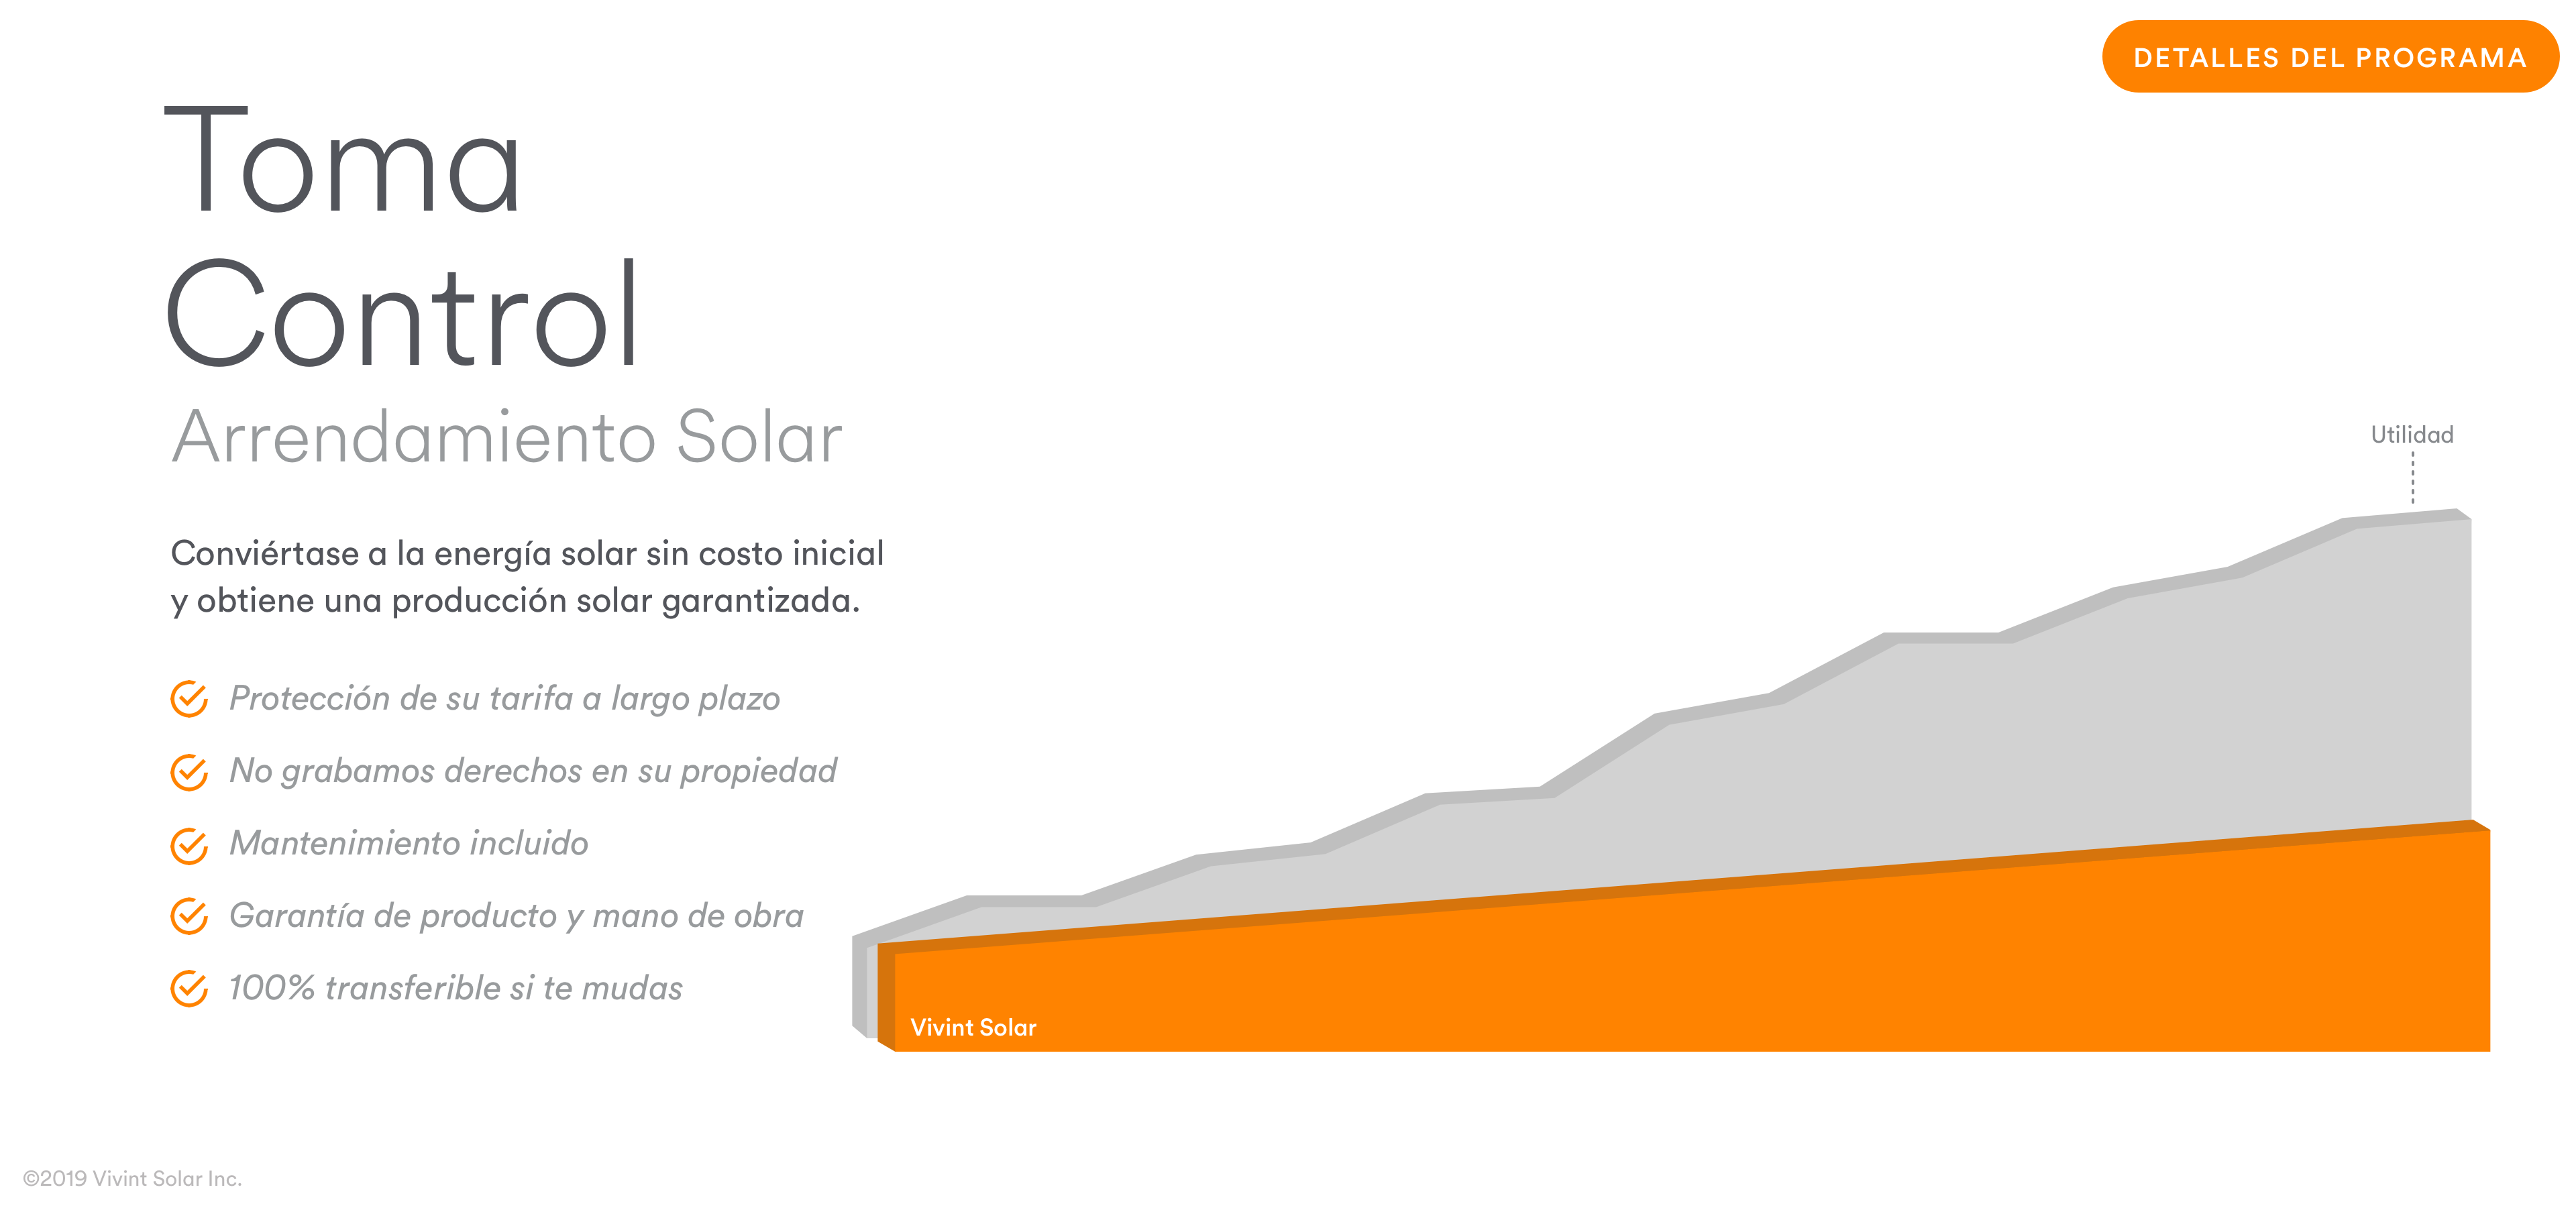 DETALLES DEL PROGRAMA
Toma
Control
Arrendamiento Solar
Conviértase a la energía solar sin costo inicial
y obtiene una producción solar garantizada.
Protección de su tarifa a largo plazo
No grabamos derechos en su propiedad
Mantenimiento incluido
Garantía de producto y mano de obra
100% transferible si te mudas
Utilidad
Vivint Solar
©2019 Vivint Solar Inc.